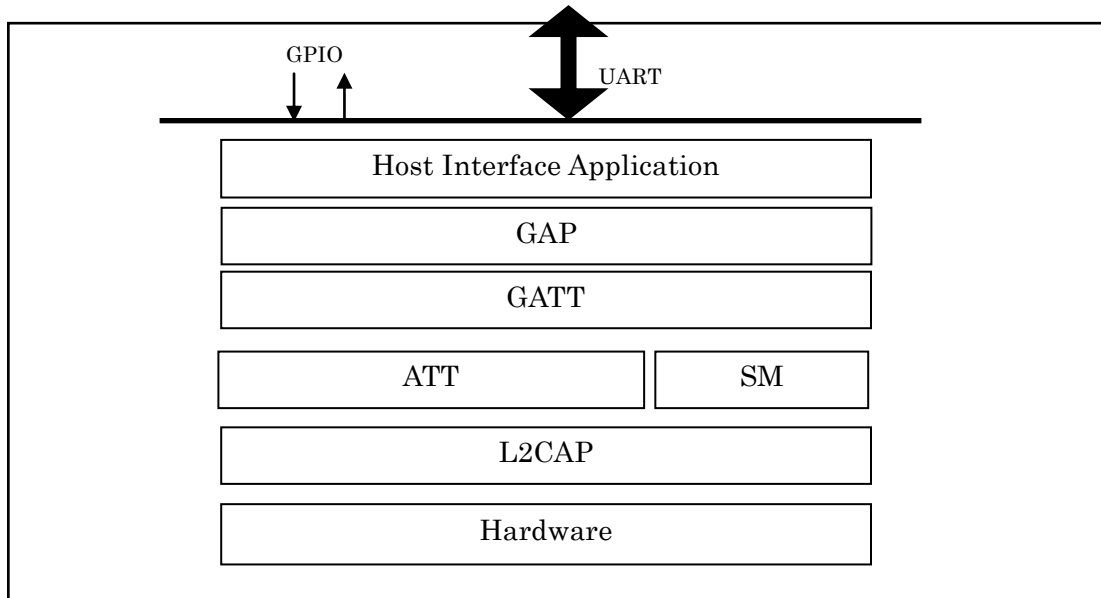 GPIO
UART
Host Interface Application
GAP
GATT
ATT
SM
L2CAP
Hardware